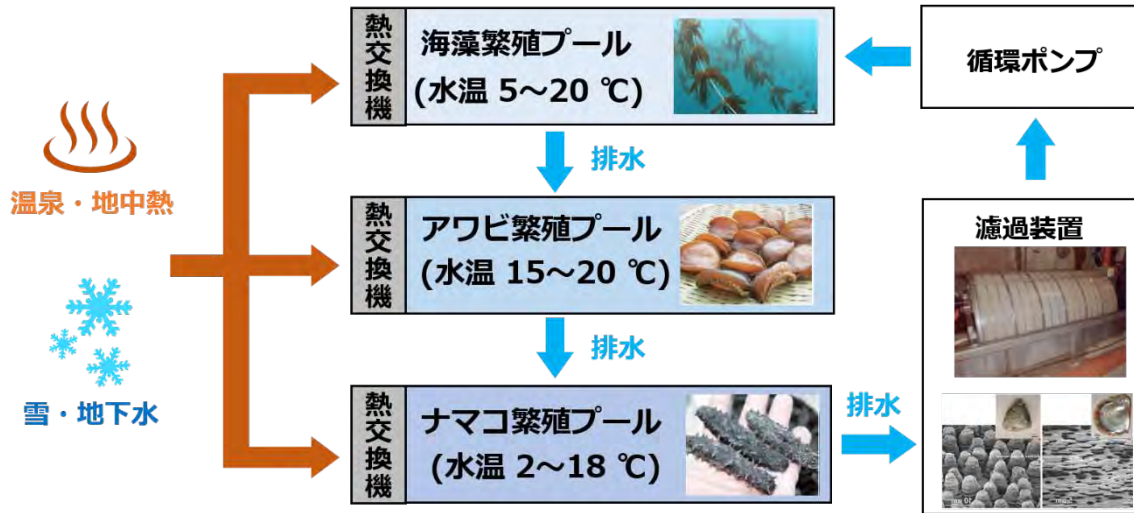 熱交換機
海藻繁殖プール
(水温 5～20 ℃)
循環ポンプ
排水
温泉・地中熱
熱交換機
アワビ繁殖プール
(水温 15～20 ℃)
濾過装置
排水
雪・地下水
熱交換機
ナマコ繁殖プール
(水温 2～18 ℃)
排水